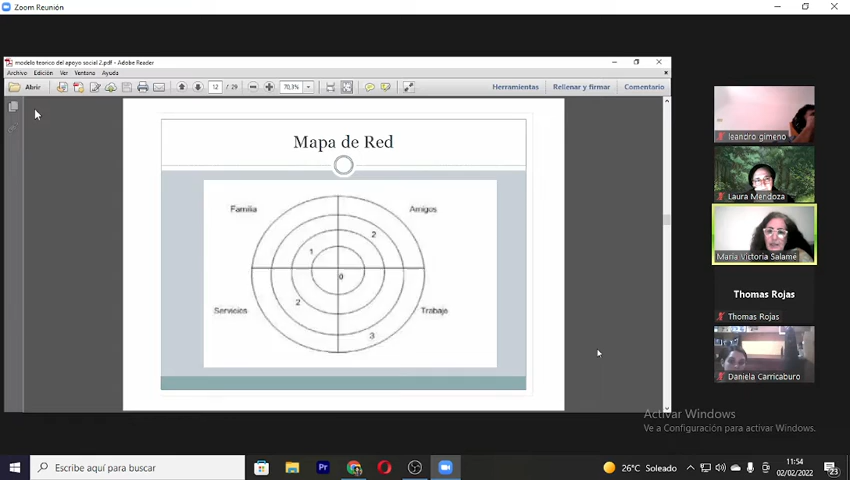 Zoom Reunión
modelo teorico del apoyo social 2.pdf - Adobe Reader
Archivo Edición Ver Ventana Ayuda
Abrir
12 / 29
70,3%
Herramientas
Rellenar y firmar
Comentario
Mapa de Red
Familia
Amigos
2
1
0
2
Servicios
Trabajo
3
leandro gimeno
Laura Mendoza
Maria Victoria Salamé
Thomas Rojas
Thomas Rojas
Daniela Carricaburo
Activar Windows
Ve a Configuración para activar Windows.
Escribe aquí para buscar
Pr
26°C Soleado
11:54
02/02/2022
23